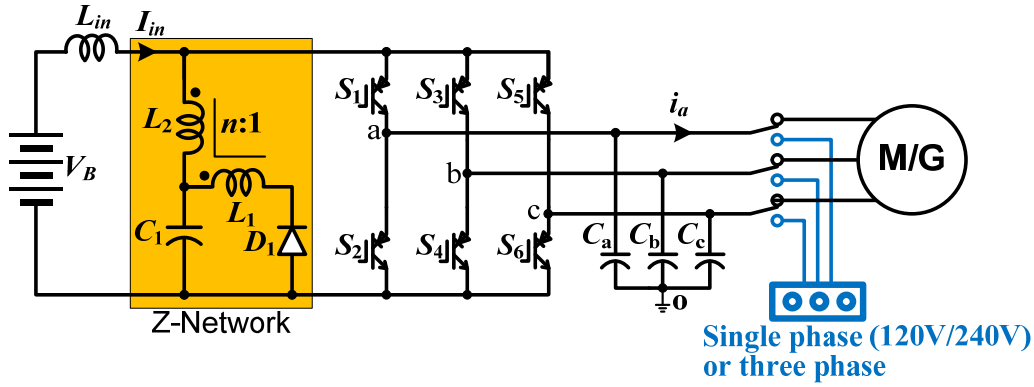 L_in
I_in
V_B
L_2
n:1
L_1
C_1
D_1
Z-Network
S_1
S_3
S_5
a
b
c
S_2
S_4
S_6
i_a
C_a
C_b
C_c
o
M/G
Single phase (120V/240V)
or three phase